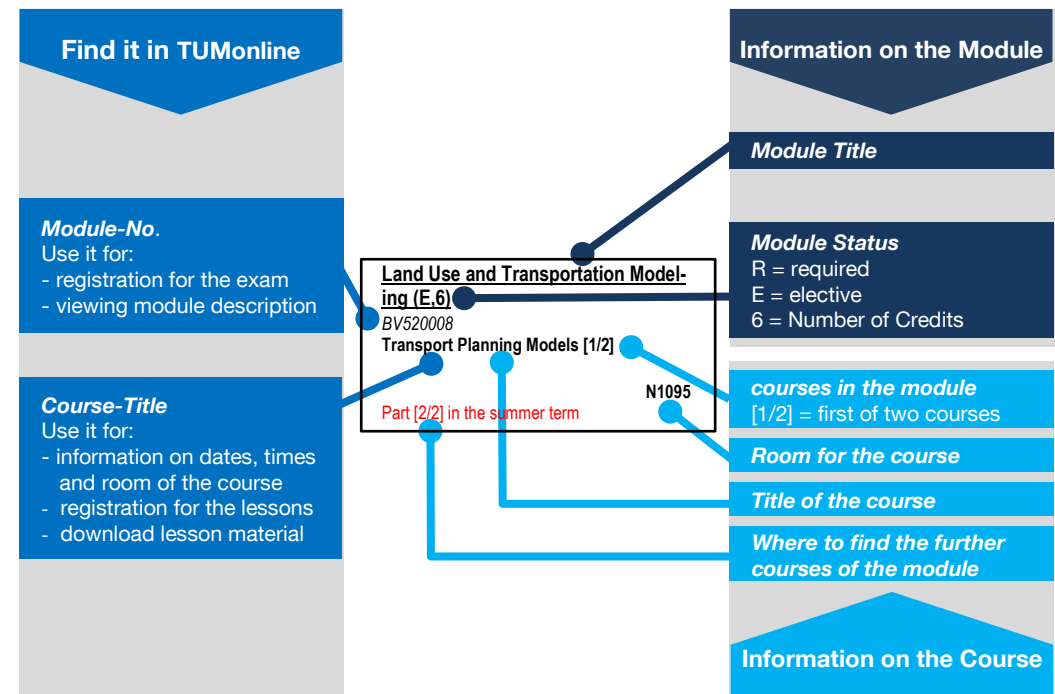 Find it in TUMonline
Module-No.
Use it for:
- registration for the exam
- viewing module description
Course-Title
Use it for:
- information on dates, times
and room of the course
- registration for the lessons
- download lesson material
Land Use and Transportation Model-
ing (E,6)
BV520008
Transport Planning Models [1/2]
N1095
Part [2/2] in the summer term
Information on the Module
Module Title
Module Status
R = required
E = elective
6 = Number of Credits
courses in the module
[1/2] = first of two courses
Room for the course
Title of the course
Where to find the further
courses of the module
Information on the Course